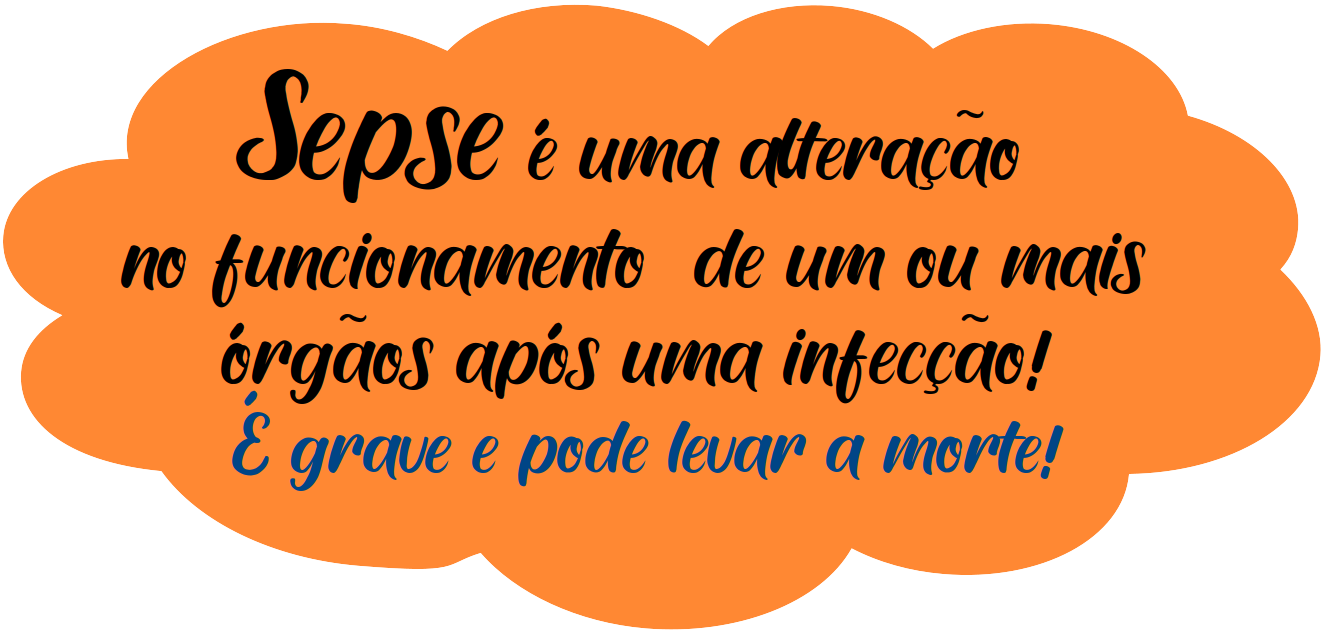 Sepse é uma alteração
no funcionamento de um ou mais
órgãos após uma infecção!
É grave e pode levar a morte!